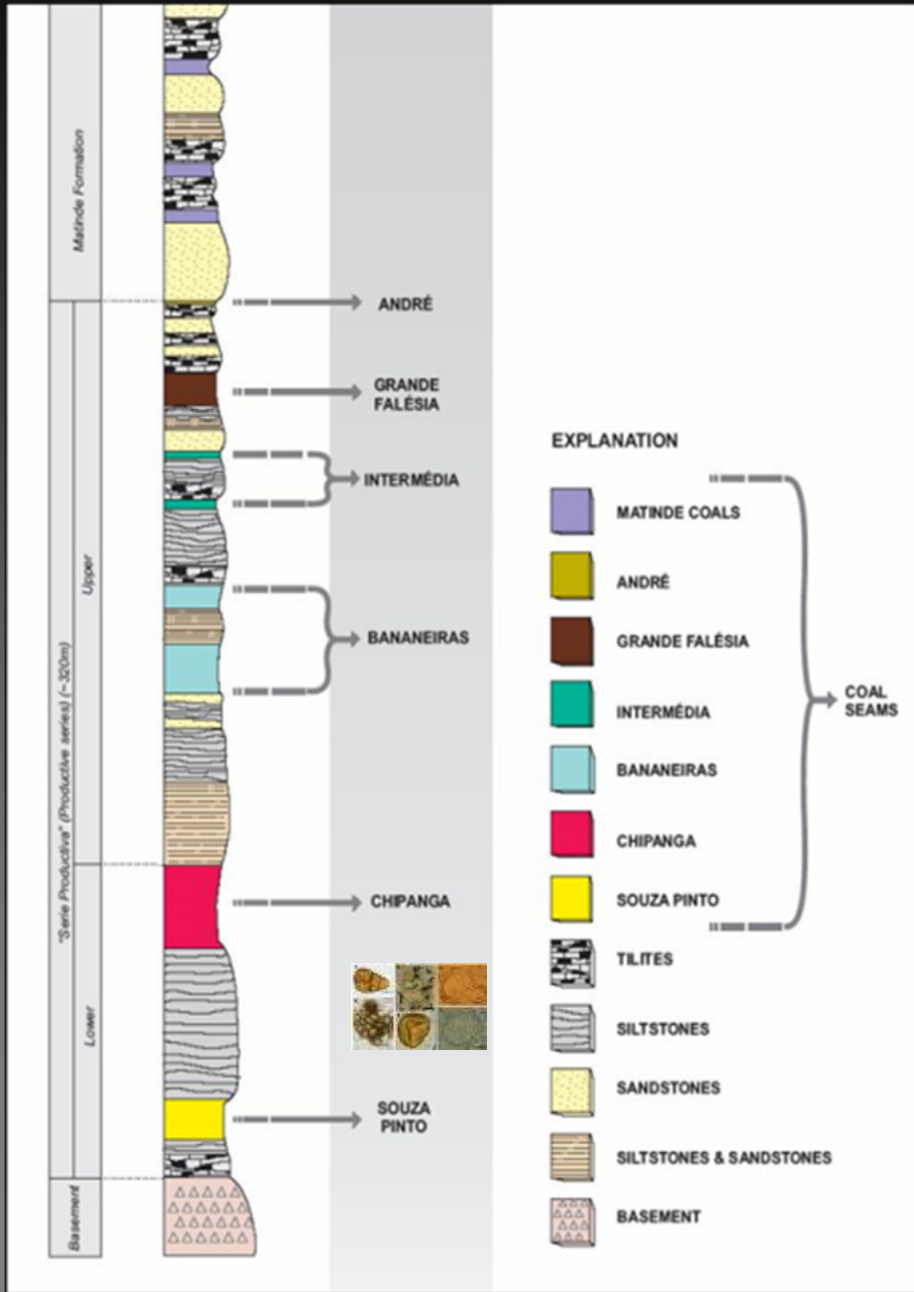 Matinde Formation
"Serie Productiva" (Productive series) (~320m)
Upper
Lower
Basement
ANDRÉ
GRANDE
FALÉSIA
INTERMÉDIA
BANANEIRAS
CHIPANGA
SOUZA
PINTO
EXPLANATION
MATINDE COALS
ANDRÉ
GRANDE FALÉSIA
INTERMÉDIA
BANANEIRAS
CHIPANGA
SOUZA PINTO
TILITES
SILTSTONES
SANDSTONES
SILTSTONES & SANDSTONES
BASEMENT
COAL
SEAMS